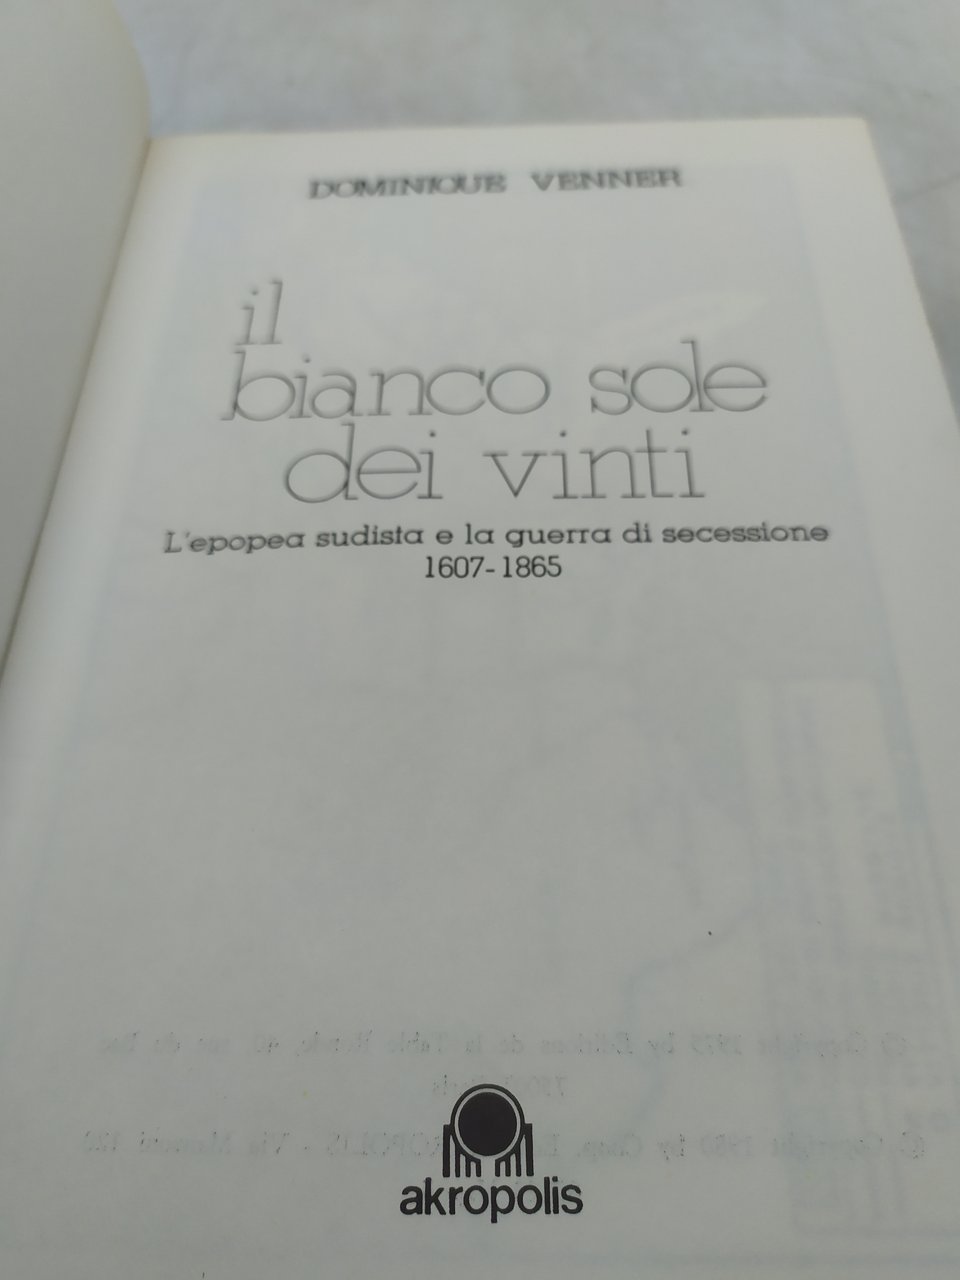 DOMINIQUE VENNER
il
bianco sole
dei vinti
L'epopea sudista e la guerra di secessione
1607-1865
akropolis